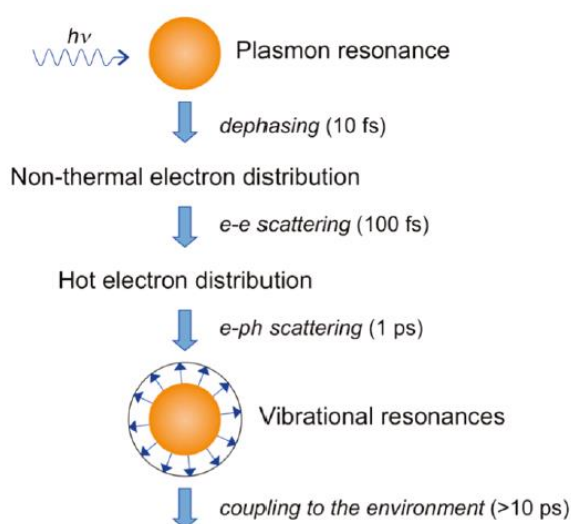 hν
Plasmon resonance
dephasing (10 fs)
Non-thermal electron distribution
e-e scattering (100 fs)
Hot electron distribution
e-ph scattering (1 ps)
Vibrational resonances
coupling to the environment (>10 ps)